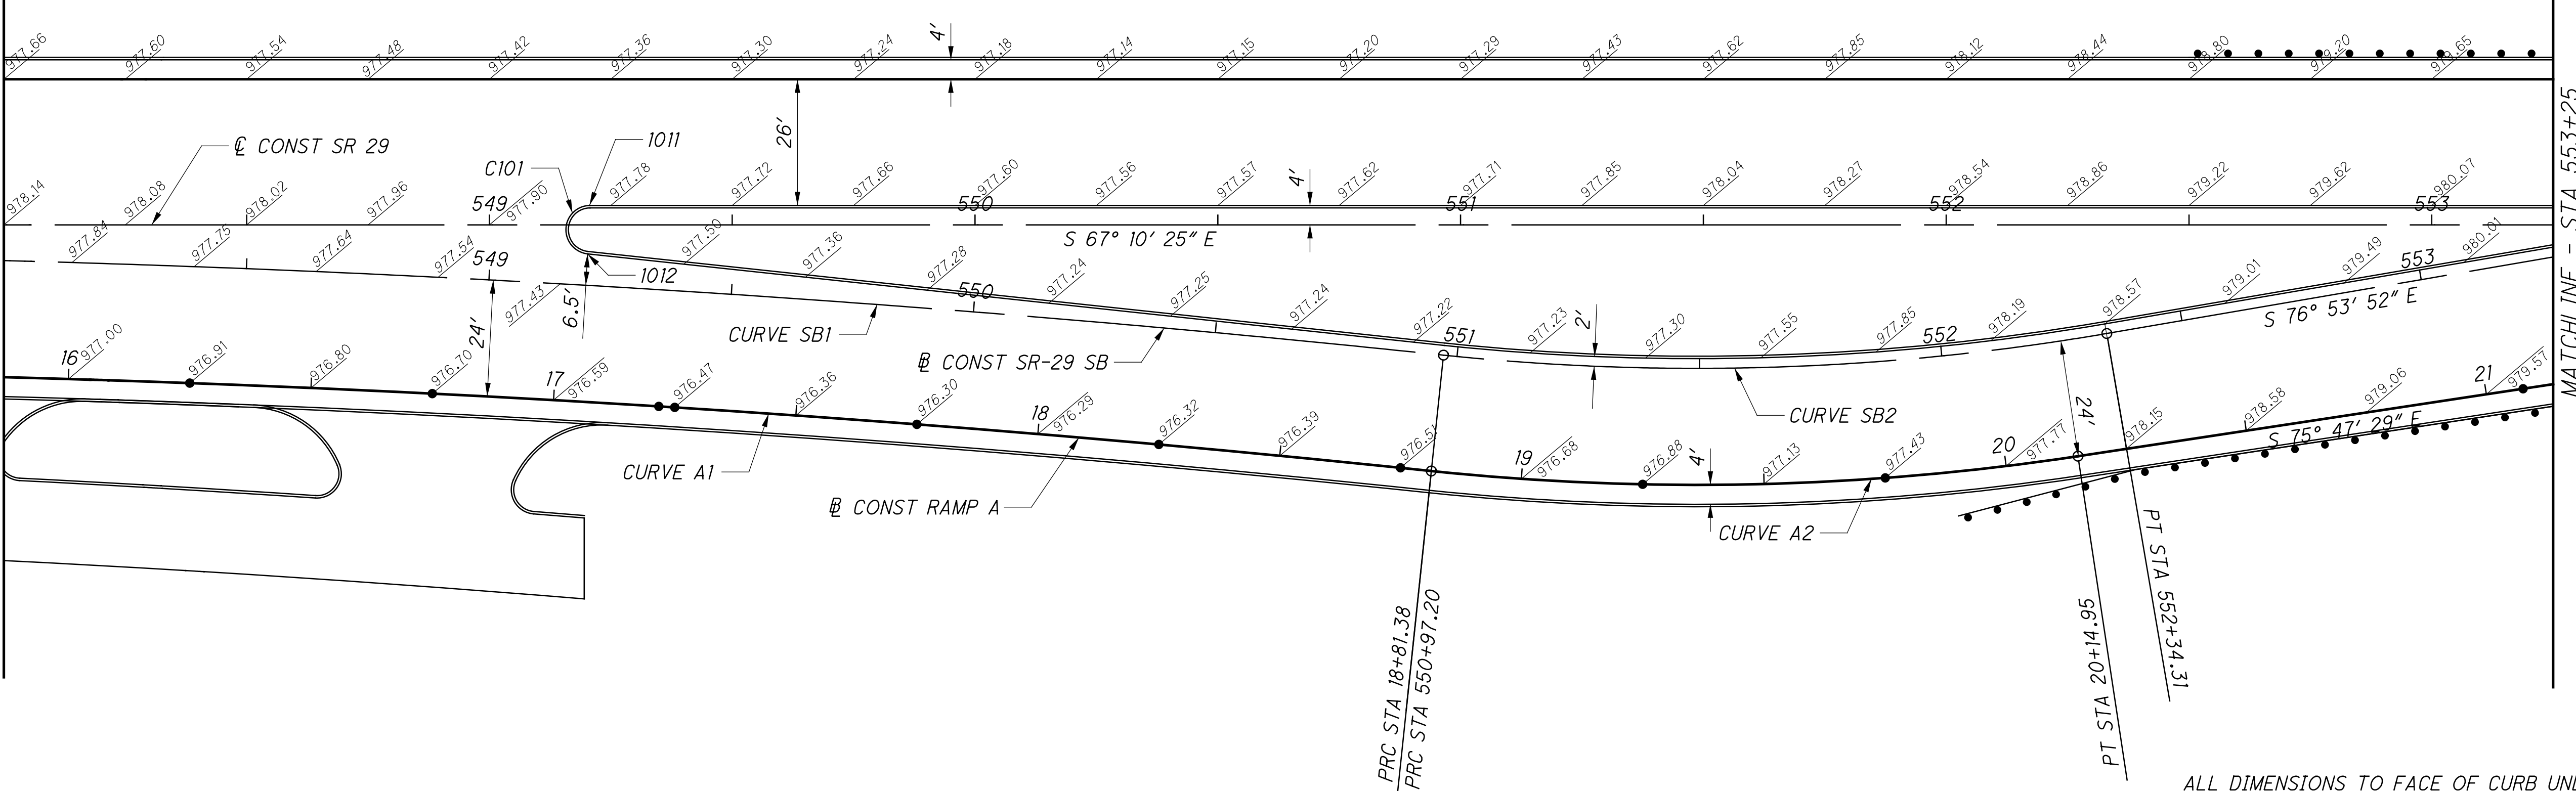 977.66 977.60 977.54 977.48 977.42 977.36 977.30 977.24 977.18 977.14 977.15 977.20 977.29 977.43 977.62 977.85 978.12 978.44 978.80 979.20 979.65
4'
26'
℄ CONST SR 29
C101
1011
978.14 978.08 978.02 977.96 977.90 977.78 977.72 977.66 977.60 977.56 977.57 977.62 977.71 977.85 978.04 978.27 978.54 978.86 979.22 979.62 980.07
549 550 551 552 553
4'
S 67° 10' 25" E
977.84 977.75 977.64 977.54 977.43 977.50 977.36 977.28 977.24 977.25 977.24 977.22 977.23 977.30 977.55 977.85 978.19 978.57 979.01 979.49 980.01
549 550 551 552 553
1012
6.5'
24'
CURVE SB1
BL CONST SR-29 SB
2'
CURVE SB2
S 76° 53' 52" E
24'
16 17 18 19 20 21
977.00 976.91 976.80 976.70 976.59 976.47 976.36 976.30 976.29 976.32 976.39 976.51 976.68 976.88 977.13 977.43 977.77 978.15 978.58 979.06 979.57
S 75° 47' 29" E
CURVE A1
BL CONST RAMP A
4'
CURVE A2
PRC STA 18+81.38
PRC STA 550+97.20
PT STA 20+14.95
PT STA 552+34.31
MATCHLINE - STA 553+25
ALL DIMENSIONS TO FACE OF CURB